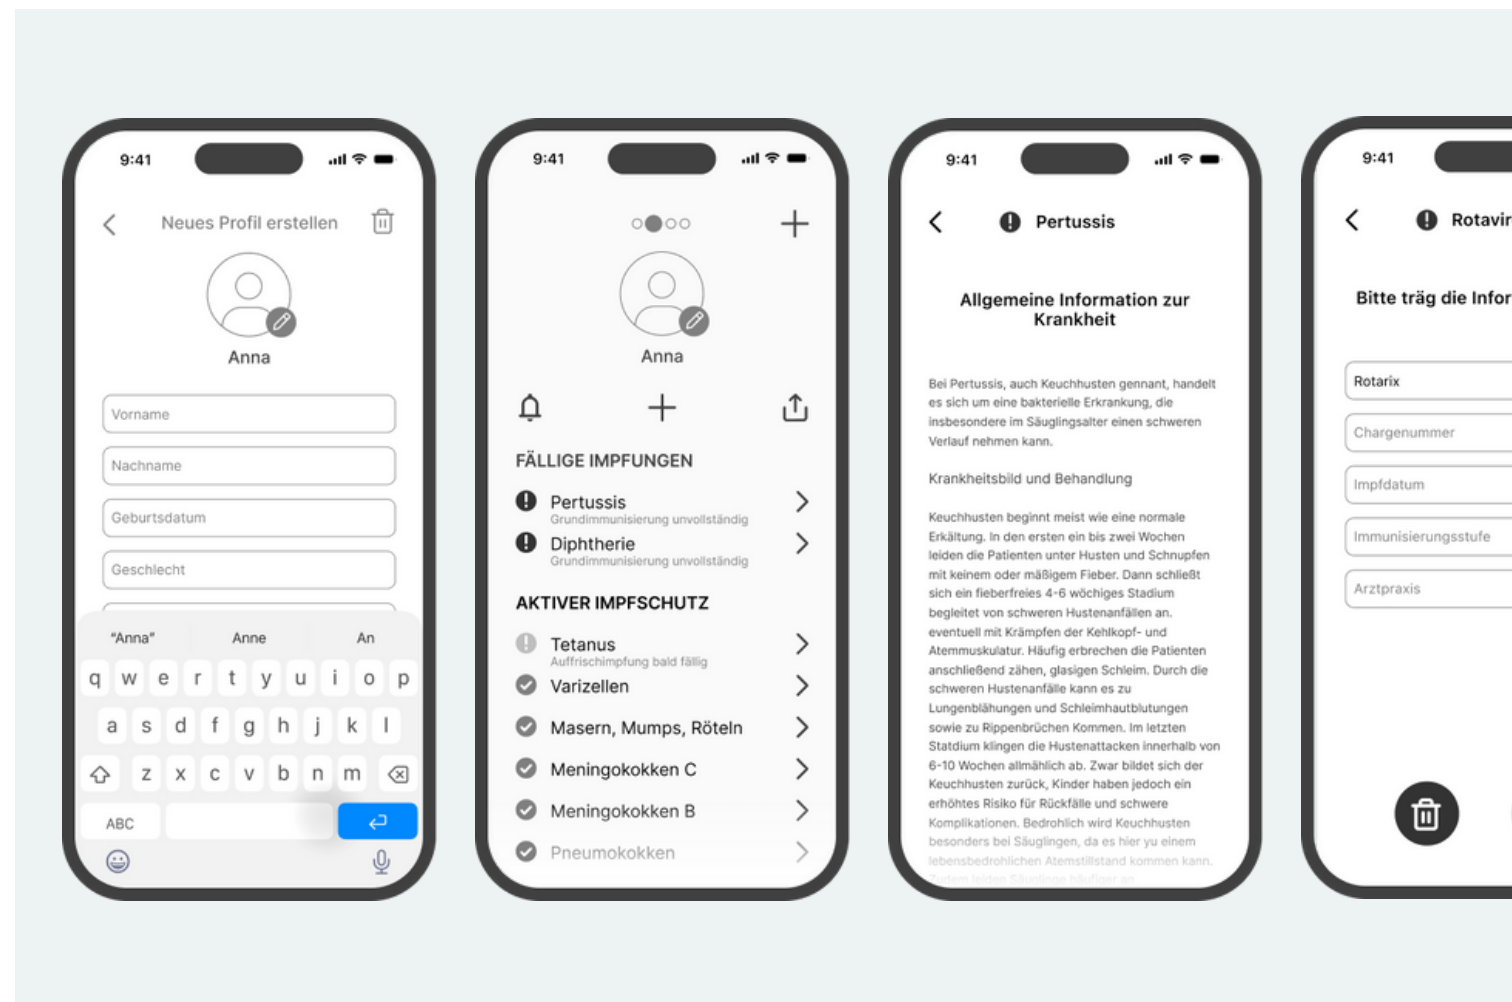 9:41
Neues Profil erstellen
Anna
Vorname
Nachname
Geburtsdatum
Geschlecht
"Anna"
Anne
An
q w e r t y u i o p
a s d f g h j k l
z x c v b n m
ABC
9:41
Anna
FÄLLIGE IMPFUNGEN
Pertussis
Grundimmunisierung unvollständig
Diphtherie
Grundimmunisierung unvollständig
AKTIVER IMPFSCHUTZ
Tetanus
Auffrischimpfung bald fällig
Varizellen
Masern, Mumps, Röteln
Meningokokken C
Meningokokken B
Pneumokokken
9:41
Pertussis
Allgemeine Information zur
Krankheit
Bei Pertussis, auch Keuchhusten gennant, handelt
es sich um eine bakterielle Erkrankung, die
insbesondere im Säuglingsalter einen schweren
Verlauf nehmen kann.
Krankheitsbild und Behandlung
Keuchhusten beginnt meist wie eine normale
Erkältung. In den ersten ein bis zwei Wochen
leiden die Patienten unter Husten und Schnupfen
mit keinem oder mäßigem Fieber. Dann schließt
sich ein fieberfreies 4-6 wöchiges Stadium
begleitet von schweren Hustenanfällen an.
eventuell mit Krämpfen der Kehlkopf- und
Atemmuskulatur. Häufig erbrechen die Patienten
anschließend zähen, glasigen Schleim. Durch die
schweren Hustenanfälle kann es zu
Lungenblähungen und Schleimhautblutungen
sowie zu Rippenbrüchen Kommen. Im letzten
Statdium klingen die Hustenattacken innerhalb von
6-10 Wochen allmählich ab. Zwar bildet sich der
Keuchhusten zurück, Kinder haben jedoch ein
erhöhtes Risiko für Rückfälle und schwere
Komplikationen. Bedrohlich wird Keuchhusten
besonders bei Säuglingen, da es hier yu einem
lebensbedrohlichen Atemstillstand kommen kann.
Zudem leiden Säuglinge häufiger an
9:41
Rotavir
Bitte träg die Infor
Rotarix
Chargenummer
Impfdatum
Immunisierungsstufe
Arztpraxis